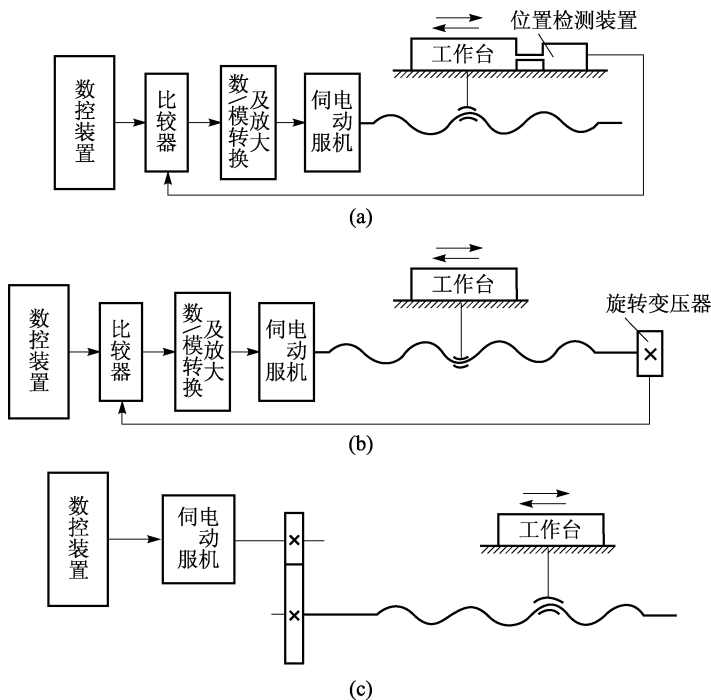 位置检测装置
工作台
数控装置
比较器
数/模转换
及放大
伺服
电动机
(a)
工作台
旋转变压器
数控装置
比较器
数/模转换
及放大
伺服
电动机
(b)
数控装置
伺服
电动机
工作台
(c)